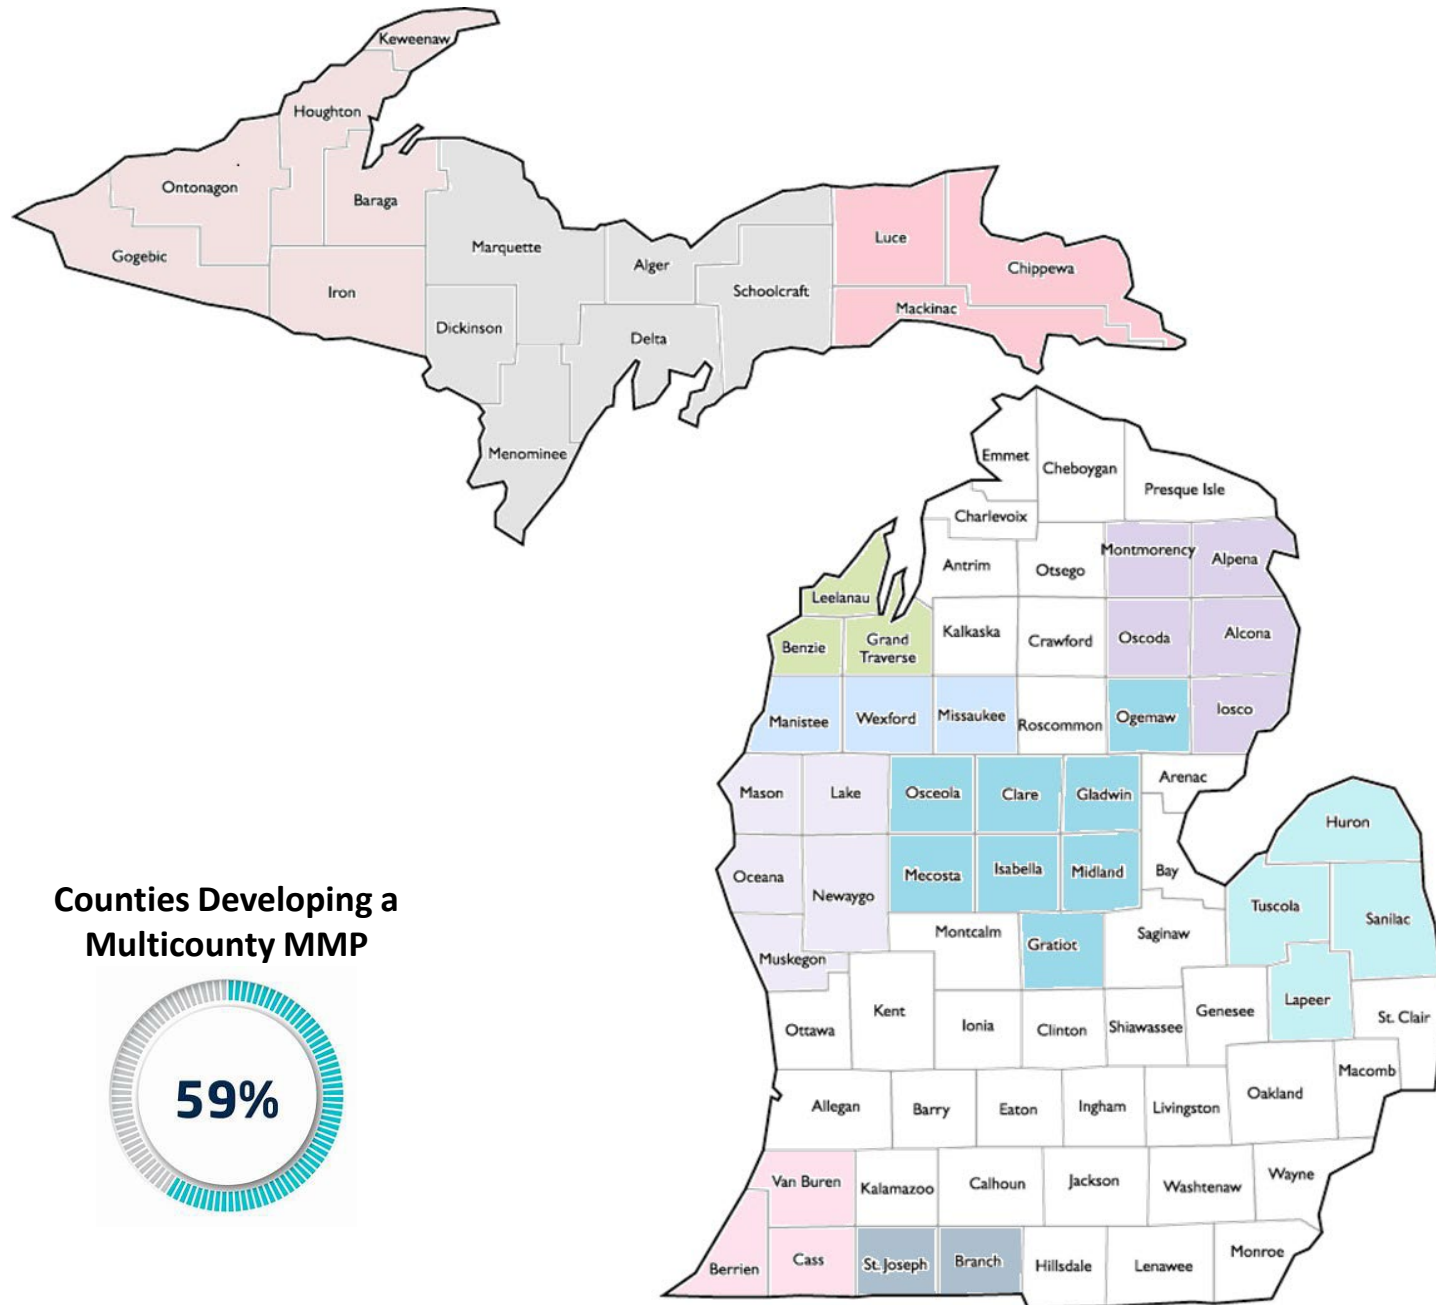 Keweenaw
Houghton
Ontonagon
Baraga
Gogebic
Iron
Marquette
Alger
Luce
Chippewa
Schoolcraft
Mackinac
Dickinson
Delta
Menominee
Emmet
Cheboygan
Presque Isle
Charlevoix
Antrim
Otsego
Montmorency
Alpena
Leelanau
Benzie
Grand
Traverse
Kalkaska
Crawford
Oscoda
Alcona
Manistee
Wexford
Missaukee
Roscommon
Ogemaw
Iosco
Mason
Lake
Osceola
Clare
Gladwin
Arenac
Huron
Oceana
Newaygo
Mecosta
Isabella
Midland
Bay
Tuscola
Sanilac
Counties Developing a
Multicounty MMP
59%
Muskegon
Montcalm
Gratiot
Saginaw
Lapeer
St. Clair
Ottawa
Kent
Ionia
Clinton
Shiawassee
Genesee
Macomb
Allegan
Barry
Eaton
Ingham
Livingston
Oakland
Van Buren
Kalamazoo
Calhoun
Jackson
Washtenaw
Wayne
Berrien
Cass
St. Joseph
Branch
Hillsdale
Lenawee
Monroe